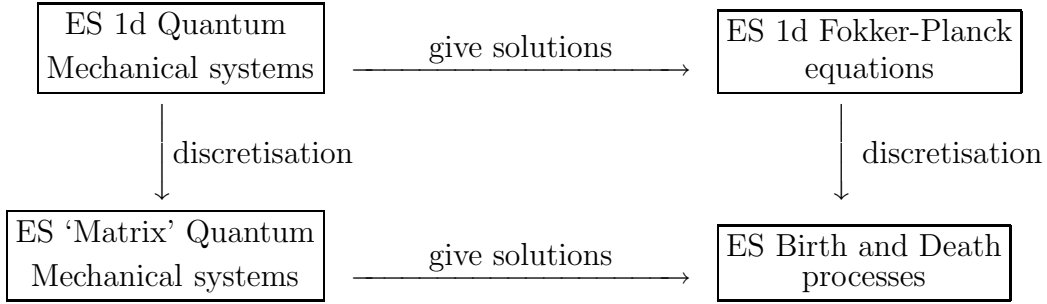 ES 1d Quantum
Mechanical systems
give solutions
ES 1d Fokker-Planck
equations
discretisation
discretisation
ES ‘Matrix’ Quantum
Mechanical systems
give solutions
ES Birth and Death
processes